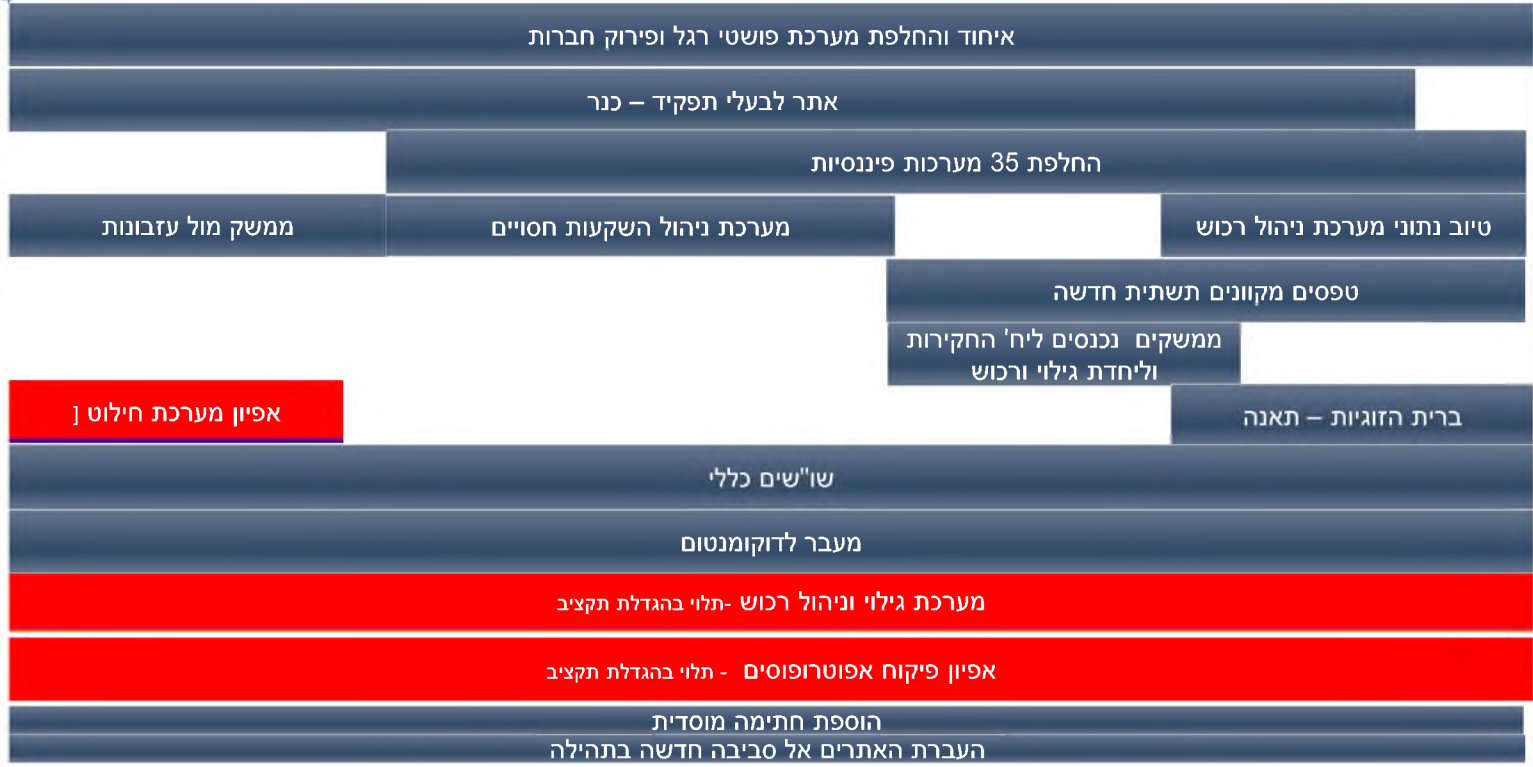 איחוד והחלפת מערכת פושטי רגל ופירוק חברות
אתר לבעלי תפקיד – כנר
החלפת 35 מערכות פיננסיות
טיוב נתוני מערכת ניהול רכוש
מערכת ניהול השקעות חסויים
ממשק מול עזבונות
טפסים מקוונים תשתית חדשה
ממשקים נכנסים ליח' החקירות
וליחדת גילוי ורכוש
ברית הזוגיות – תאנה
אפיון מערכת חילוט [
שו"שים כללי
מעבר לדוקומנטום
מערכת גילוי וניהול רכוש -תלוי בהגדלת תקציב
אפיון פיקוח אפוטרופוסים - תלוי בהגדלת תקציב
הוספת חתימה מוסדית
העברת האתרים אל סביבה חדשה בתהילה